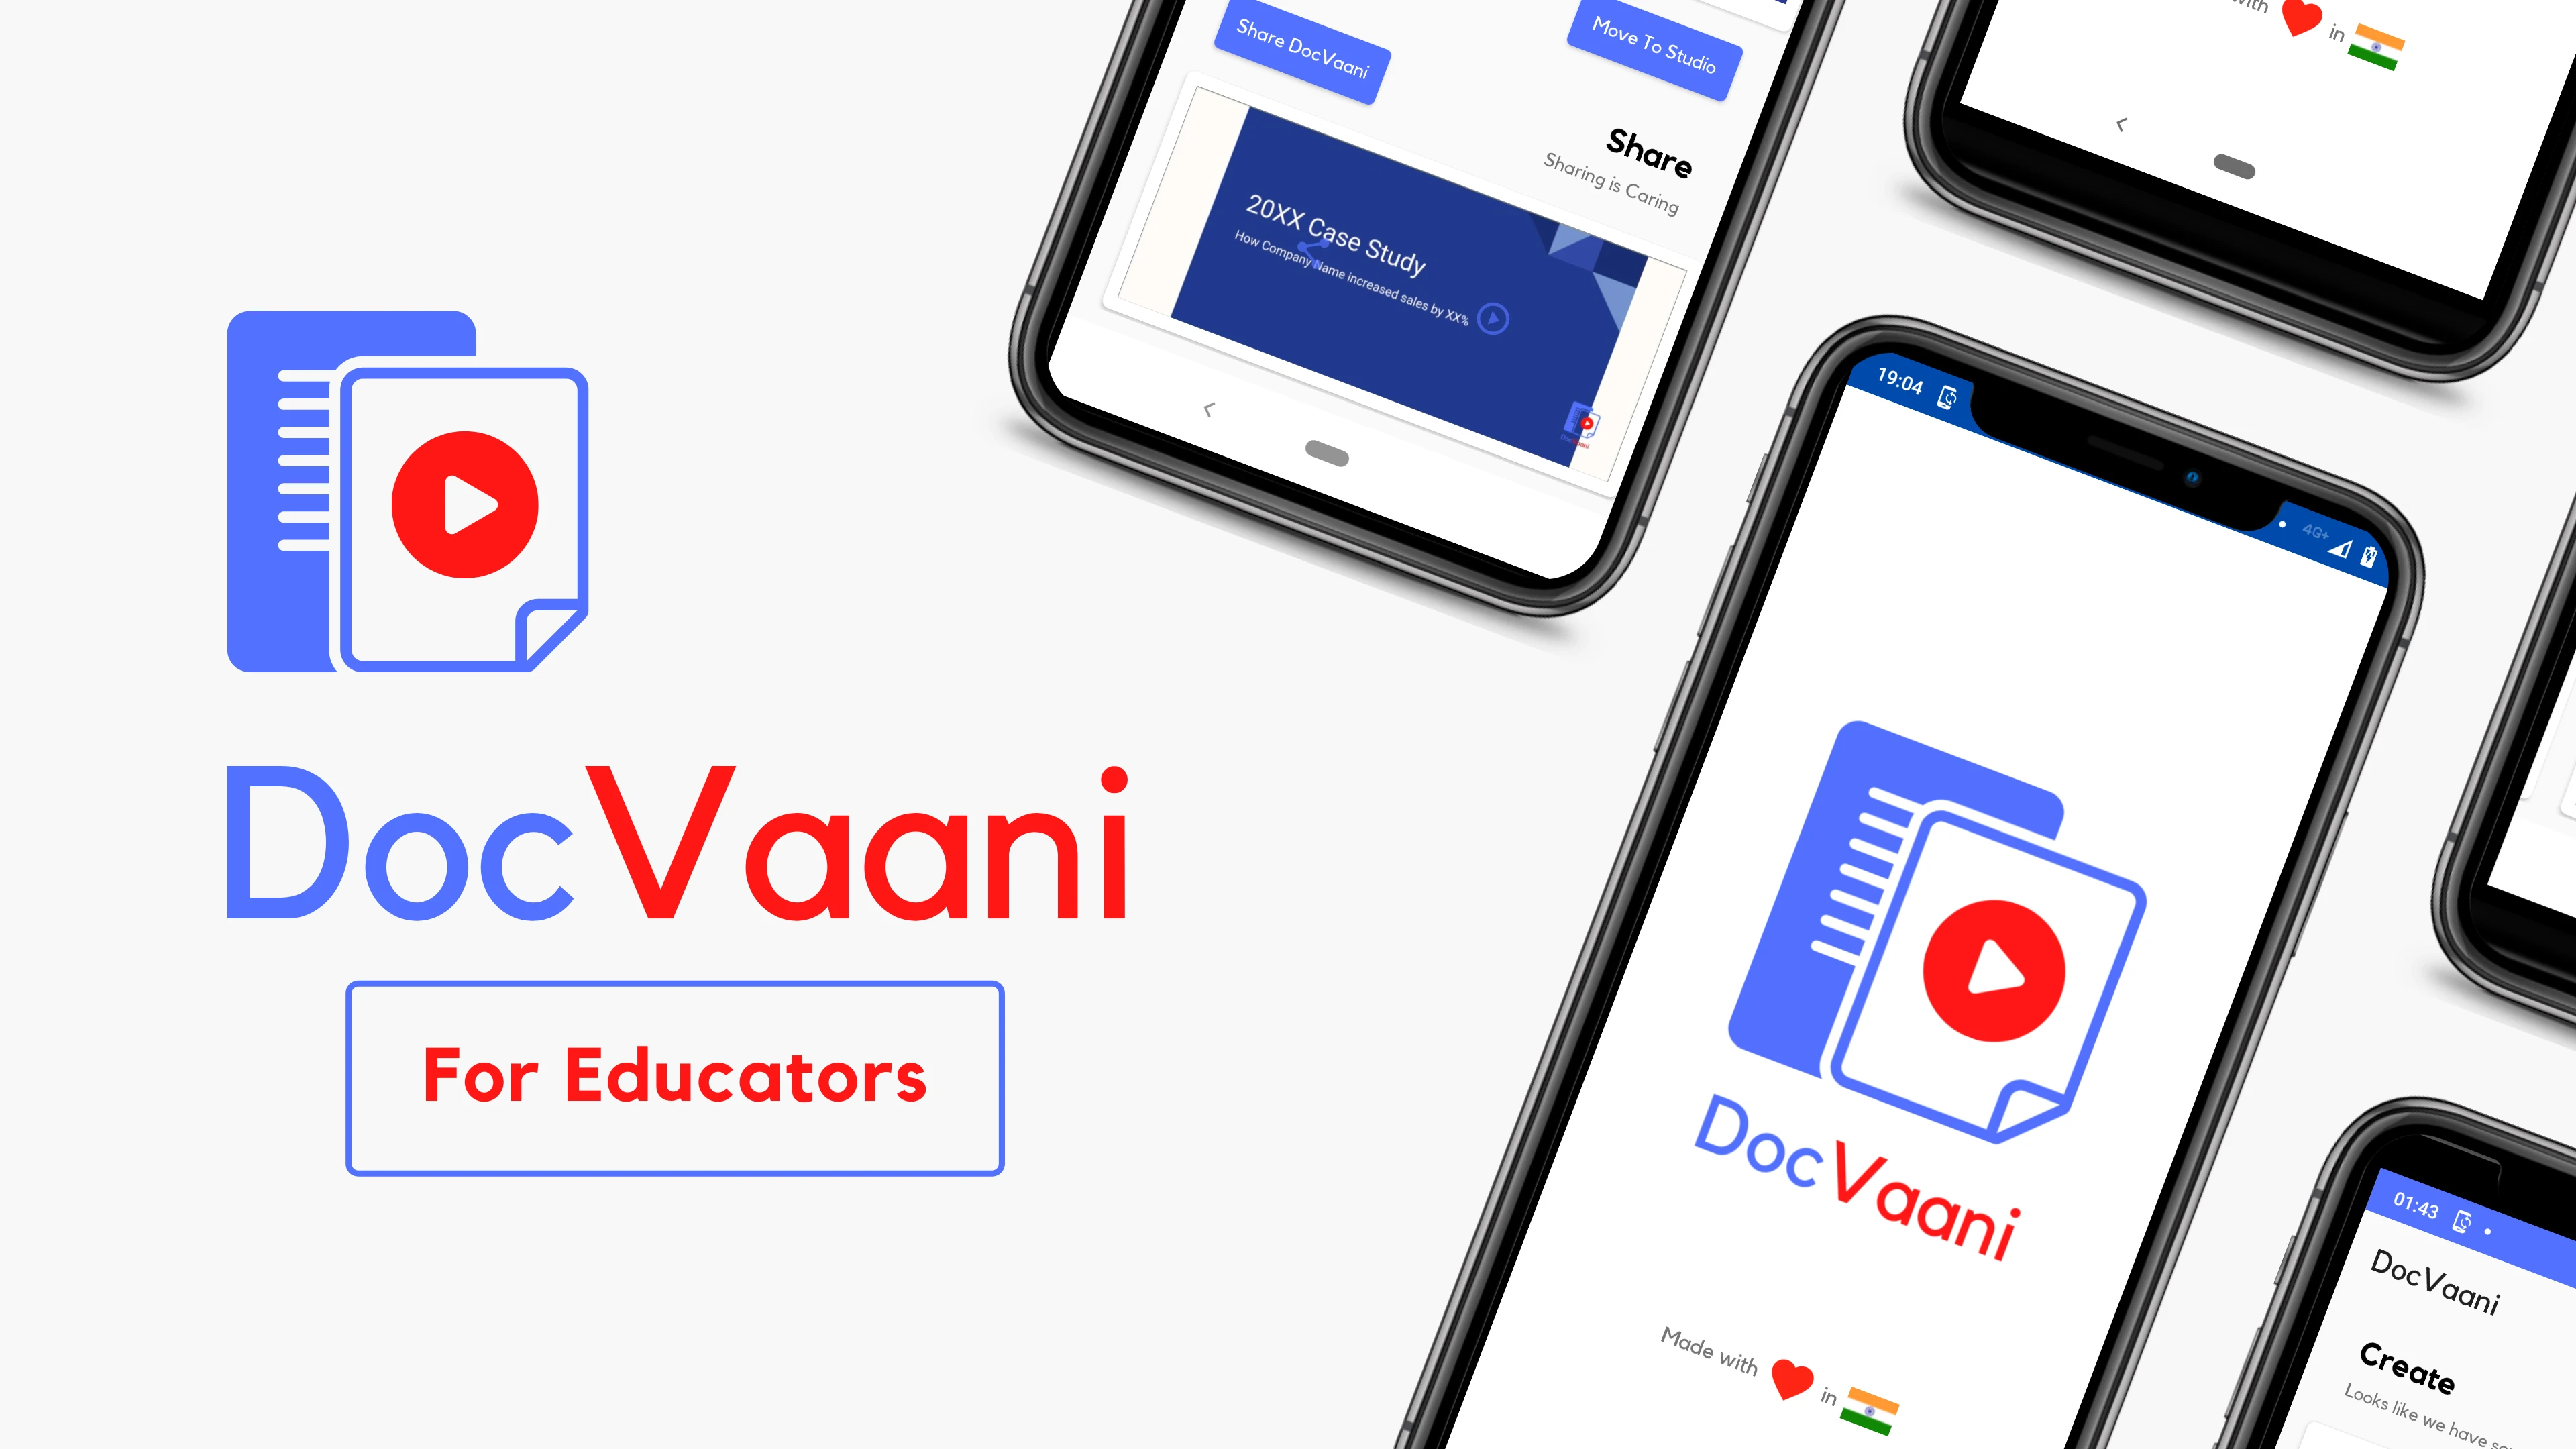 DocVaani
For Educators
Share DocVaani
Move To Studio
Share
Sharing is Caring
20XX Case Study
How Company Name increased sales by XX%
DocVaani
with ❤ in 🇮🇳
19:04
4G+
DocVaani
Made with ❤ in 🇮🇳
01:43
DocVaani
Create
Looks like we have